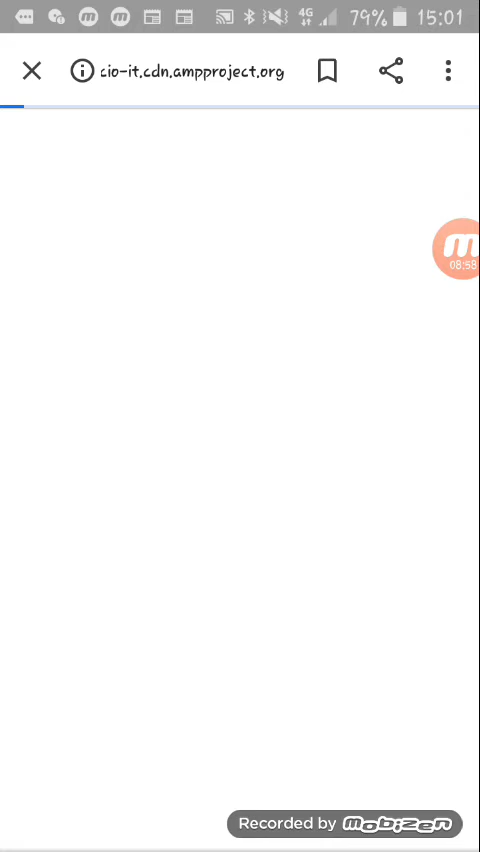 4G 79% 15:01
cio-it.cdn.ampproject.org
m
08:58
Recorded by mobizen